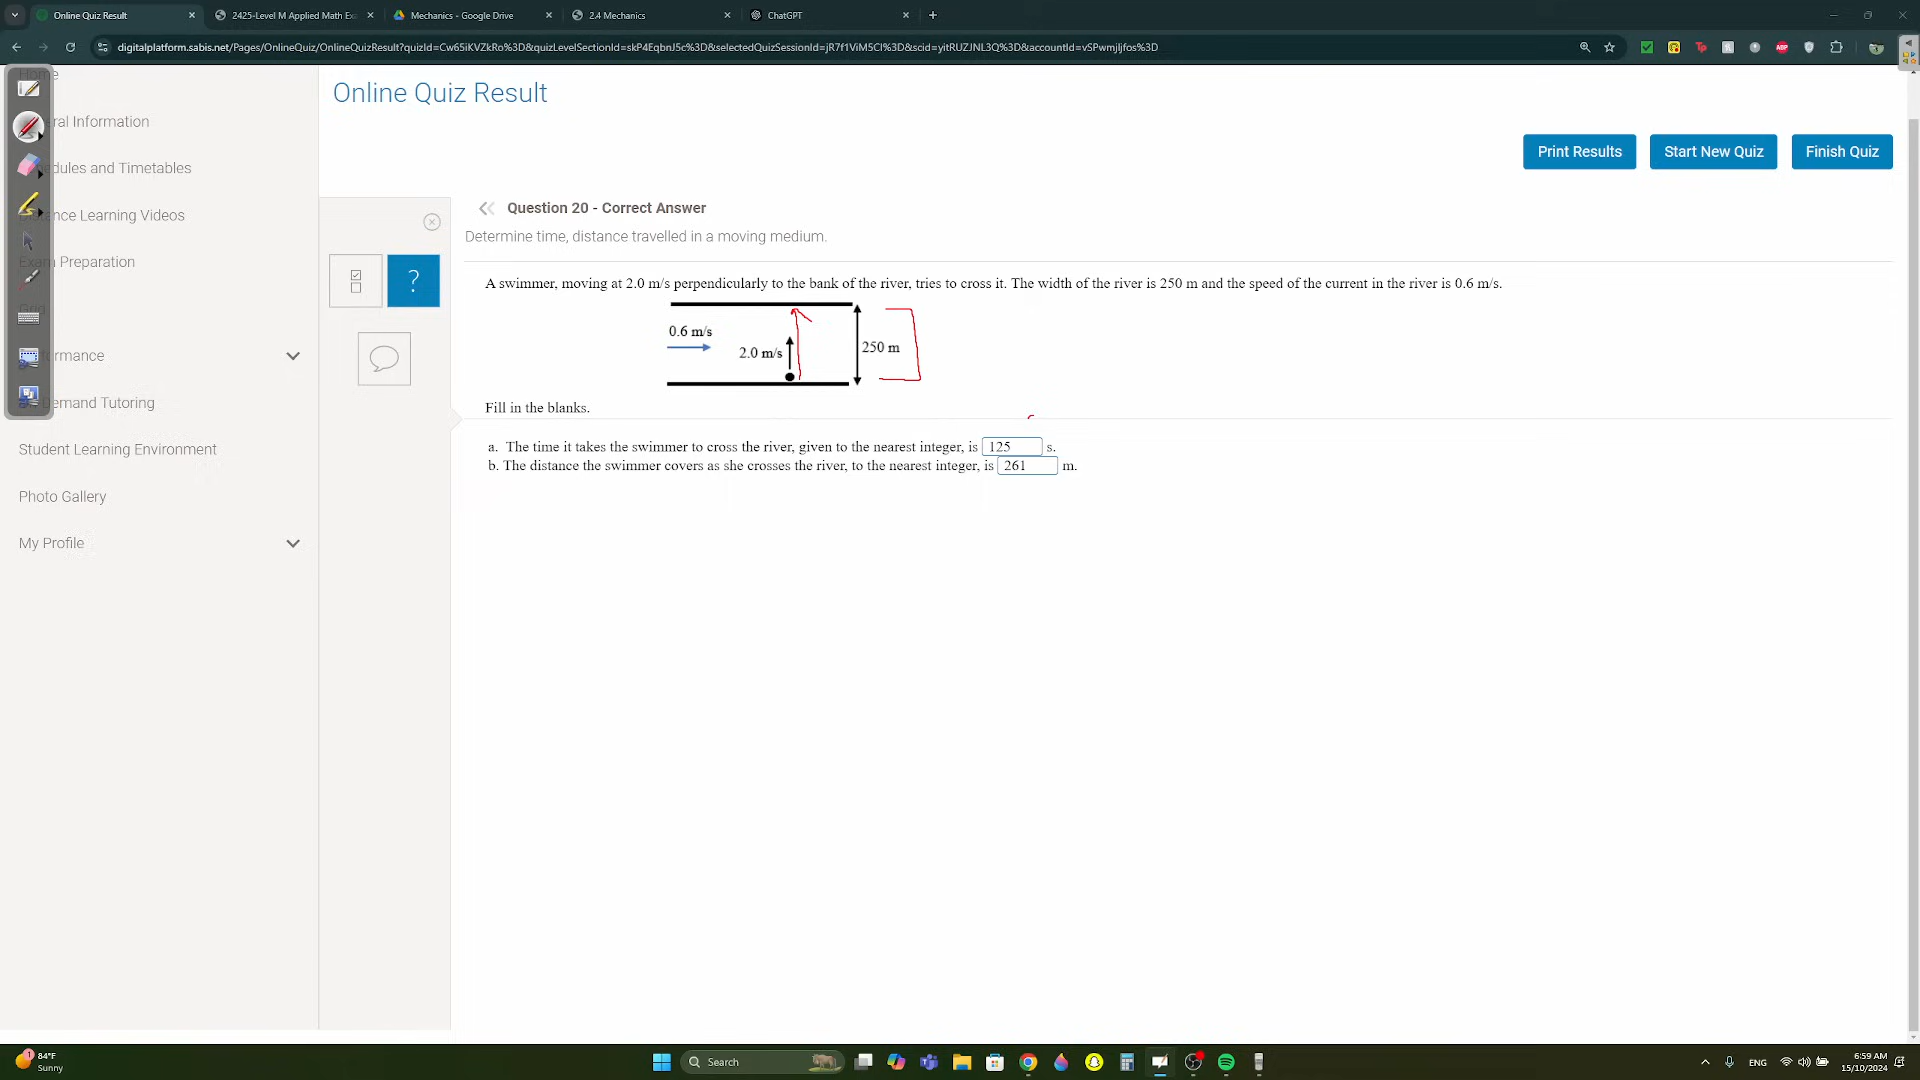 Online Quiz Result
2425-Level M Applied Math Ex
Mechanics - Google Drive
2.4 Mechanics
ChatGPT
digitalplatform.sabis.net/Pages/OnlineQuiz/OnlineQuizResult?quizId=Cw65iKVZkRo%3D&quizLevelSectionId=skP4EqbnJ5c%3D&selectedQuizSessionId=jR7f1ViM5CI%3D&scid=yitRUZJNL3Q%3D&accountId=vSPwmjljfos%3D
Home
ral Information
edules and Timetables
tance Learning Videos
Exam Preparation
rmance
On Demand Tutoring
Student Learning Environment
Photo Gallery
My Profile
Online Quiz Result
Print Results
Start New Quiz
Finish Quiz
Question 20 - Correct Answer
Determine time, distance travelled in a moving medium.
?
A swimmer, moving at 2.0 m/s perpendicularly to the bank of the river, tries to cross it. The width of the river is 250 m and the speed of the current in the river is 0.6 m/s.
0.6 m/s
2.0 m/s
250 m
Fill in the blanks.
a. The time it takes the swimmer to cross the river, given to the nearest integer, is 125 s.
b. The distance the swimmer covers as she crosses the river, to the nearest integer, is 261 m.
1
84°F
Sunny
Search
ENG
6:59 AM
15/10/2024